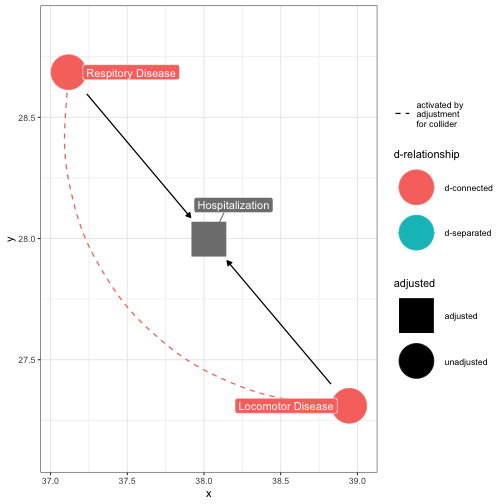 Respitory Disease
Hospitalization
Locomotor Disease
28.5
28.0
27.5
y
37.0
37.5
38.0
38.5
39.0
x
activated by
adjustment
for collider
d-relationship
d-connected
d-separated
adjusted
adjusted
unadjusted